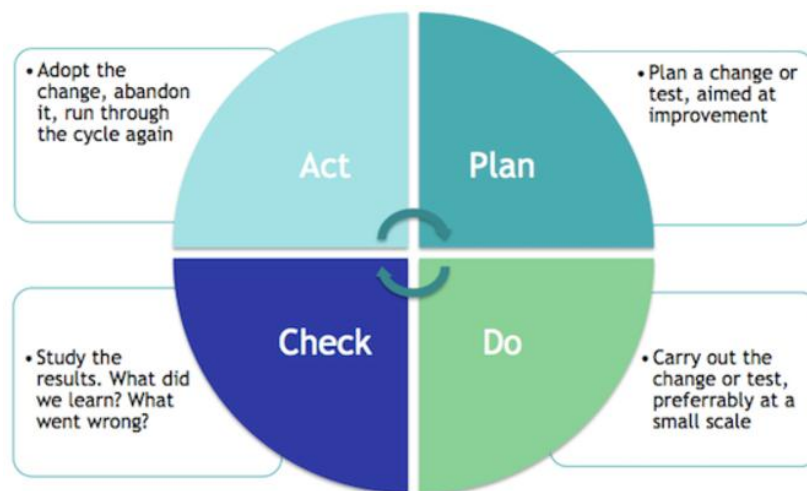 • Adopt the
change, abandon
it, run through
the cycle again
Act
Plan
• Plan a change or
test, aimed at
improvement
• Study the
results. What did
we learn? What
went wrong?
Check
Do
• Carry out the
change or test,
preferrably at a
small scale